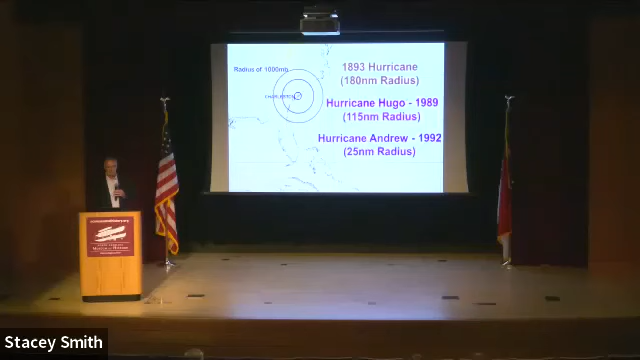 Radius of 1000mb
CHARLESTON
1893 Hurricane
(180nm Radius)
Hurricane Hugo - 1989
(115nm Radius)
Hurricane Andrew - 1992
(25nm Radius)
Stacey Smith